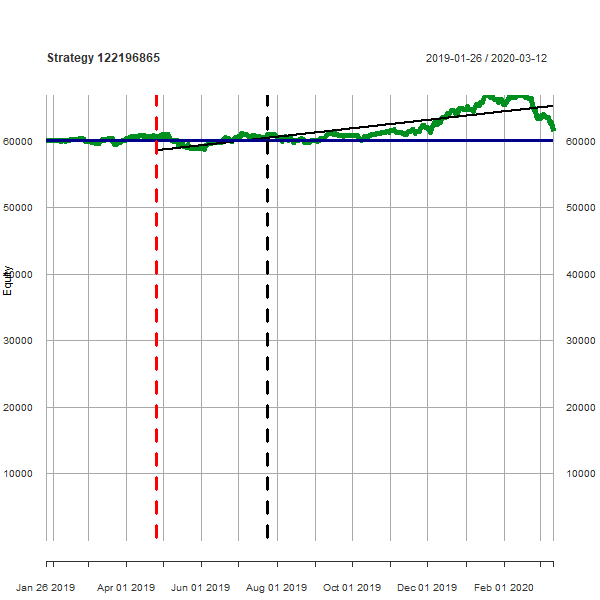 Strategy 122196865 2019-01-26 / 2020-03-12
60000 60000
50000 50000
Equity
40000 40000
30000 30000
20000 20000
10000 10000
Jan 26 2019 Apr 01 2019 Jun 01 2019 Aug 01 2019 Oct 01 2019 Dec 01 2019 Feb 01 2020